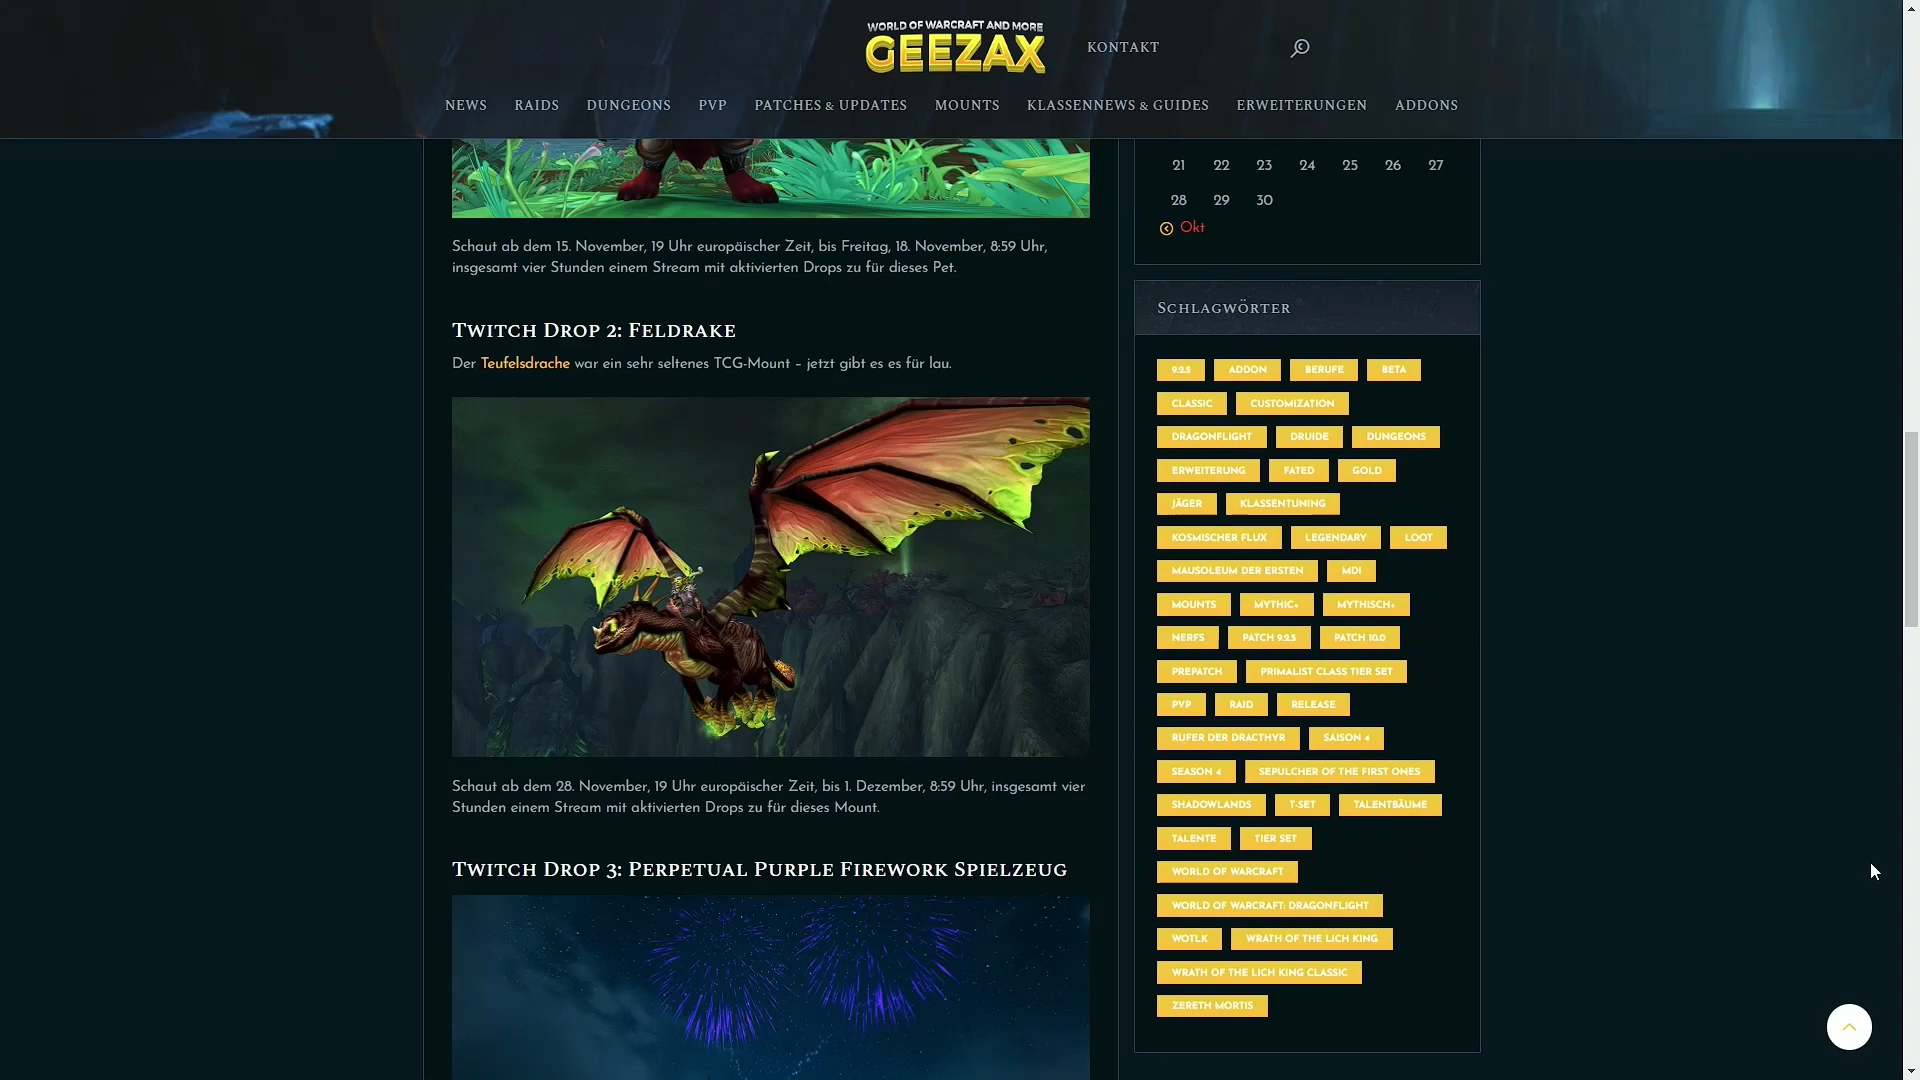 WORLD OF WARCRAFT AND MORE
GEEZAX
KONTAKT
NEWS RAIDS DUNGEONS PVP PATCHES & UPDATES MOUNTS KLASSENNEWS & GUIDES ERWEITERUNGEN ADDONS
Schaut ab dem 15. November, 19 Uhr europäischer Zeit, bis Freitag, 18. November, 8:59 Uhr,
insgesamt vier Stunden einem Stream mit aktivierten Drops zu für dieses Pet.
Twitch Drop 2: Feldrake
Der Teufelsdrache war ein sehr seltenes TCG-Mount – jetzt gibt es es für lau.
Schaut ab dem 28. November, 19 Uhr europäischer Zeit, bis 1. Dezember, 8:59 Uhr, insgesamt vier
Stunden einem Stream mit aktivierten Drops zu für dieses Mount.
Twitch Drop 3: Perpetual Purple Firework Spielzeug
21 22 23 24 25 26 27
28 29 30
Okt
Schlagwörter
9.2.5 ADDON BERUFE BETA
CLASSIC CUSTOMIZATION
DRAGONFLIGHT DRUIDE DUNGEONS
ERWEITERUNG FATED GOLD
JÄGER KLASSENTUNING
KOSMISCHER FLUX LEGENDARY LOOT
MAUSOLEUM DER ERSTEN MDI
MOUNTS MYTHIC+ MYTHISCH+
NERFS PATCH 9.2.5 PATCH 10.0
PREPATCH PRIMALIST CLASS TIER SET
PVP RAID RELEASE
RUFER DER DRACTHYR SAISON 4
SEASON 4 SEPULCHER OF THE FIRST ONES
SHADOWLANDS T-SET TALENTBÄUME
TALENTE TIER SET
WORLD OF WARCRAFT
WORLD OF WARCRAFT: DRAGONFLIGHT
WOTLK WRATH OF THE LICH KING
WRATH OF THE LICH KING CLASSIC
ZERETH MORTIS